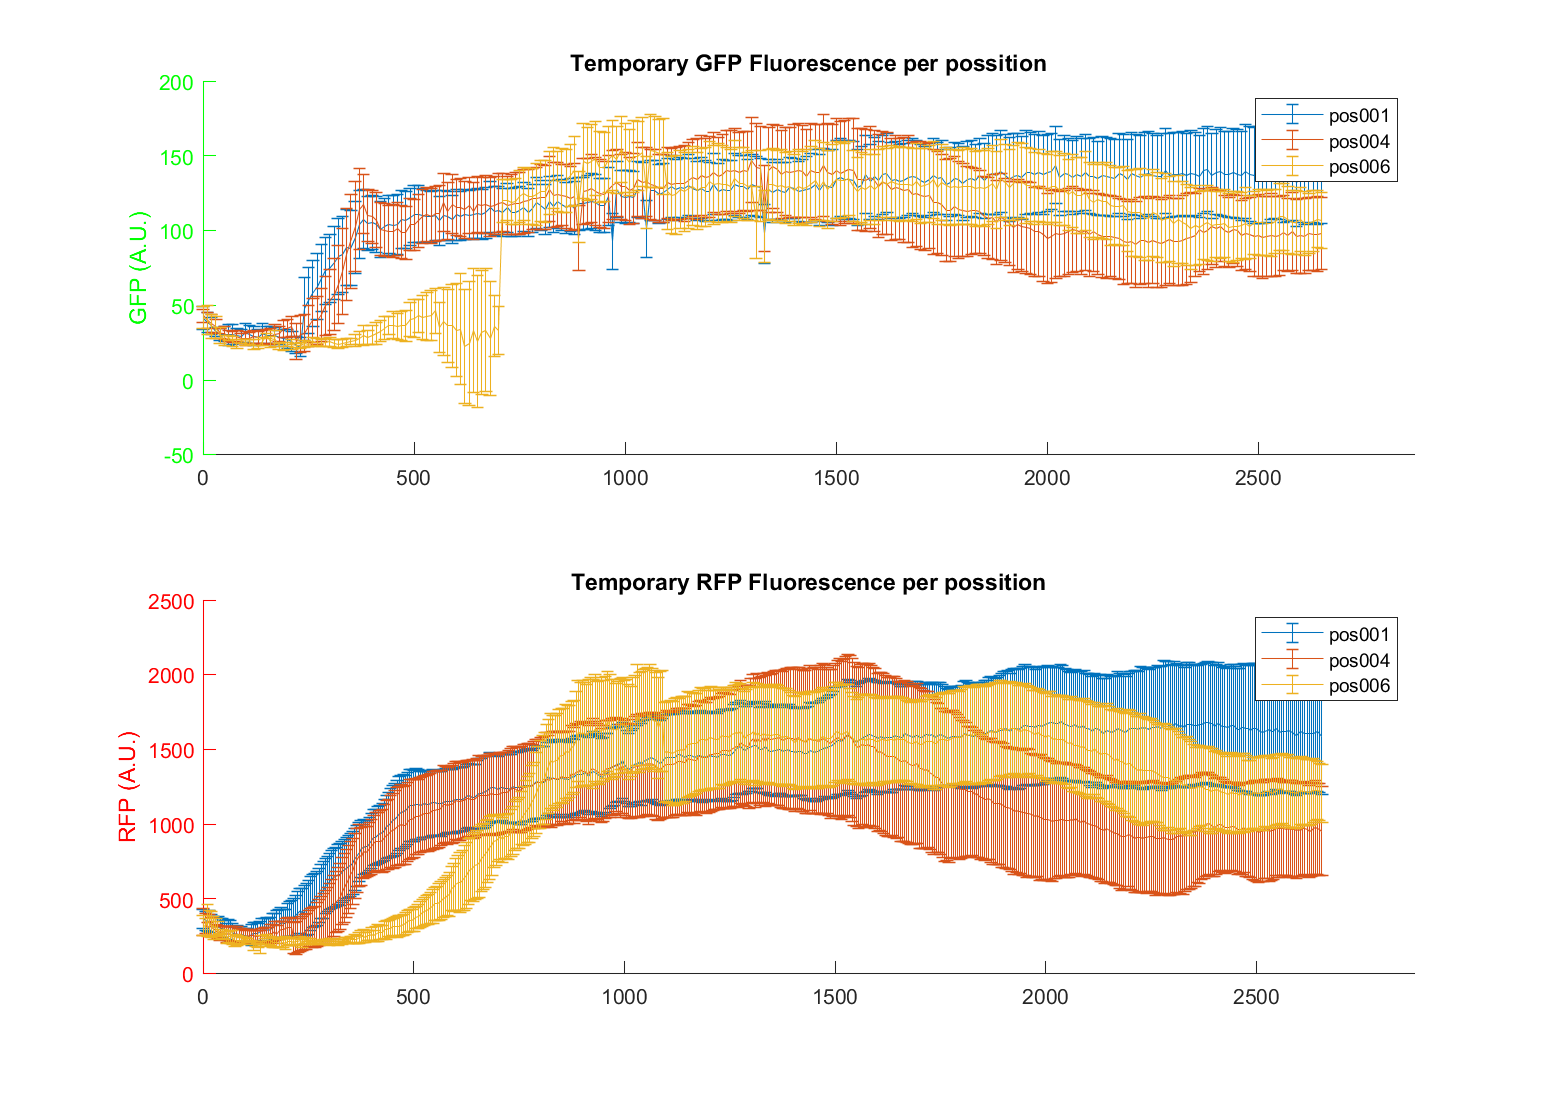 Temporary GFP Fluorescence per possition
200
150
100
50
0
-50
GFP (A.U.)
0 500 1000 1500 2000 2500
pos001
pos004
pos006
Temporary RFP Fluorescence per possition
2500
2000
1500
1000
500
0
RFP (A.U.)
0 500 1000 1500 2000 2500
pos001
pos004
pos006